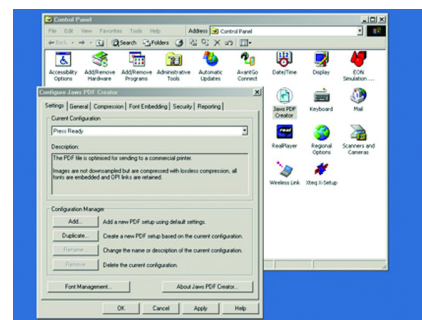 Control Panel
File Edit View Favorites Tools Help
Address Control Panel
Back Search Folders
Accessibility Options
Add/Remove Hardware
Add/Remove Programs
Administrative Tools
Automatic Updates
AvantGo Connect
Date/Time
Display
EON Simulation ...
Jaws PDF Creator
Keyboard
Mail
real
RealPlayer
Regional Options
Scanners and Cameras
Wireless Link
Xteq X-Setup
Configure Jaws PDF Creator
Settings General Compression Font Embedding Security Reporting
Current Configuration
Press Ready
Description:
The PDF file is optimised for sending to a commercial printer.
Images are not downsampled but are compressed with lossless compression, all
fonts are embedded and OPI links are retained.
Configuration Manager
Add... Add a new PDF setup using default settings.
Duplicate... Create a new PDF setup based on the current configuration.
Rename... Change the name or description of the current configuration.
Remove Delete the current configuration.
Font Management... About Jaws PDF Creator...
OK Cancel Apply Help